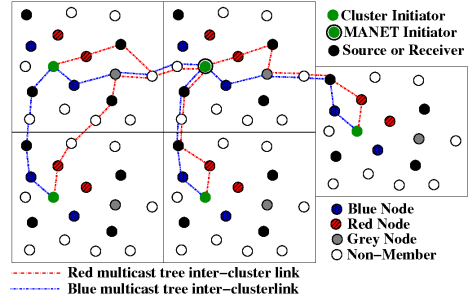 Cluster Initiator
MANET Initiator
Source or Receiver
Blue Node
Red Node
Grey Node
Non-Member
Red multicast tree inter-cluster link
Blue multicast tree inter-clusterlink